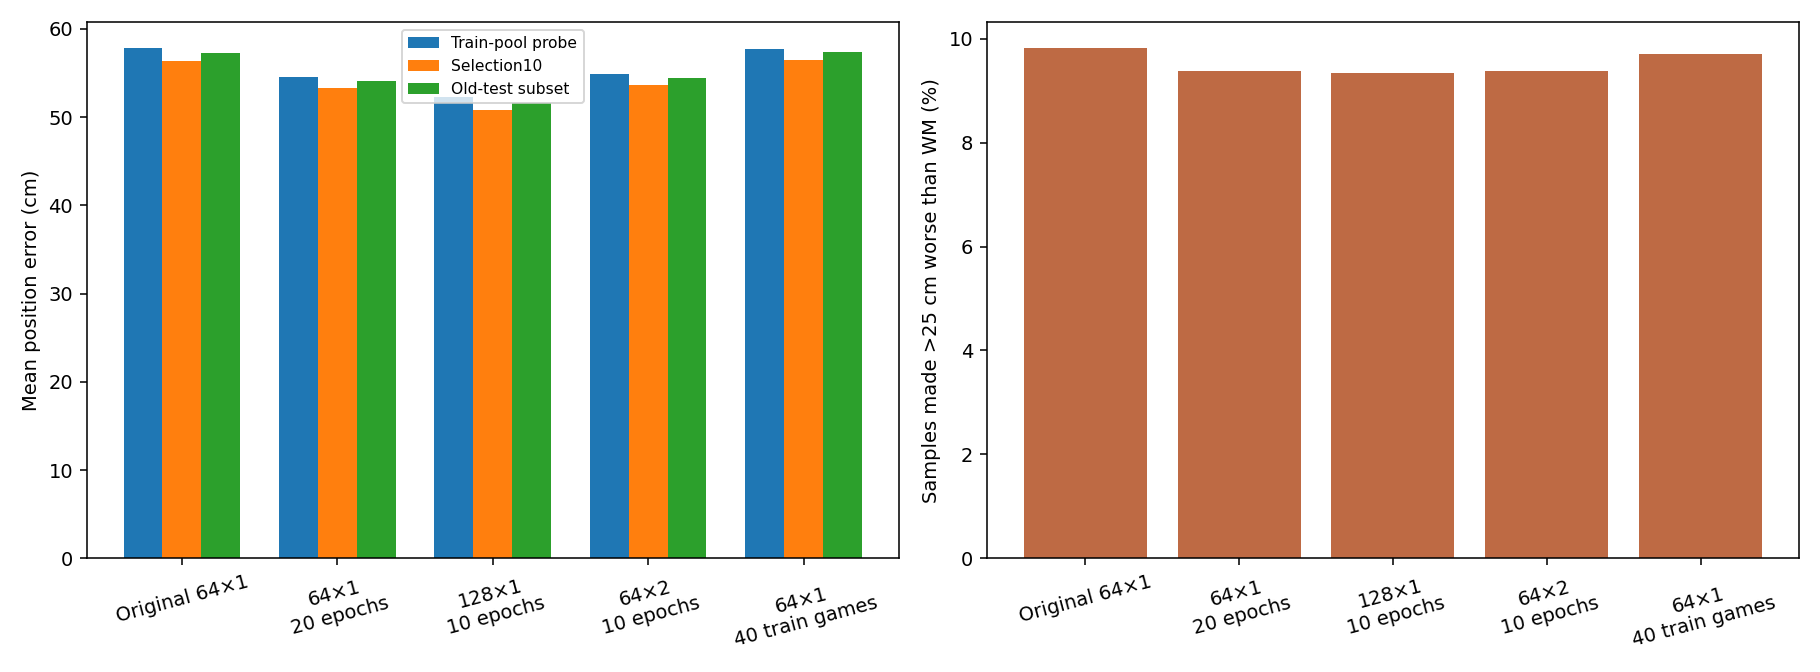 Mean position error (cm)
60
50
40
30
20
10
0
Train-pool probe
Selection10
Old-test subset
Original 64×1
64×1
20 epochs
128×1
10 epochs
64×2
10 epochs
64×1
40 train games
Samples made >25 cm worse than WM (%)
10
8
6
4
2
0
Original 64×1
64×1
20 epochs
128×1
10 epochs
64×2
10 epochs
64×1
40 train games